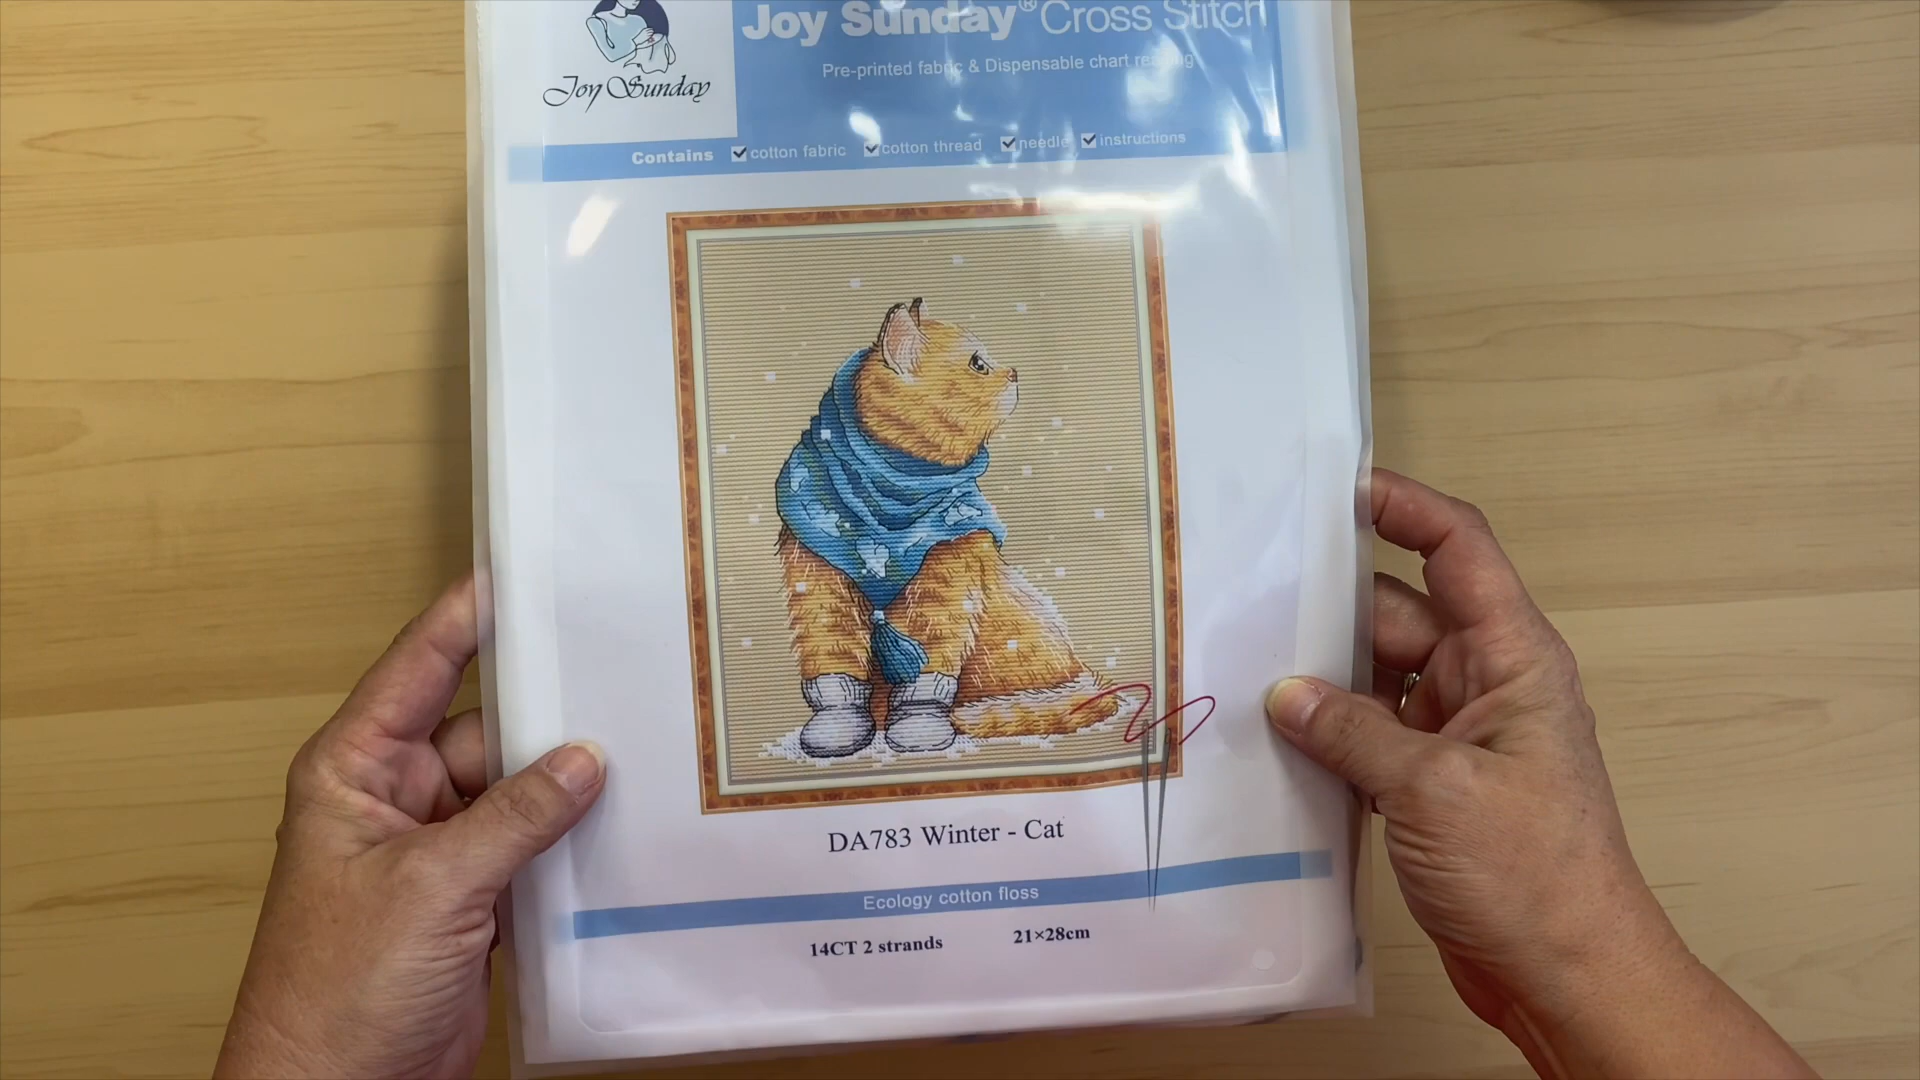 Joy Sunday® Cross Stitch
Pre-printed fabric & Dispensable chart reading
Joy Sunday
Contains cotton fabric cotton thread needle instructions
DA783 Winter - Cat
Ecology cotton floss
14CT 2 strands 21×28cm